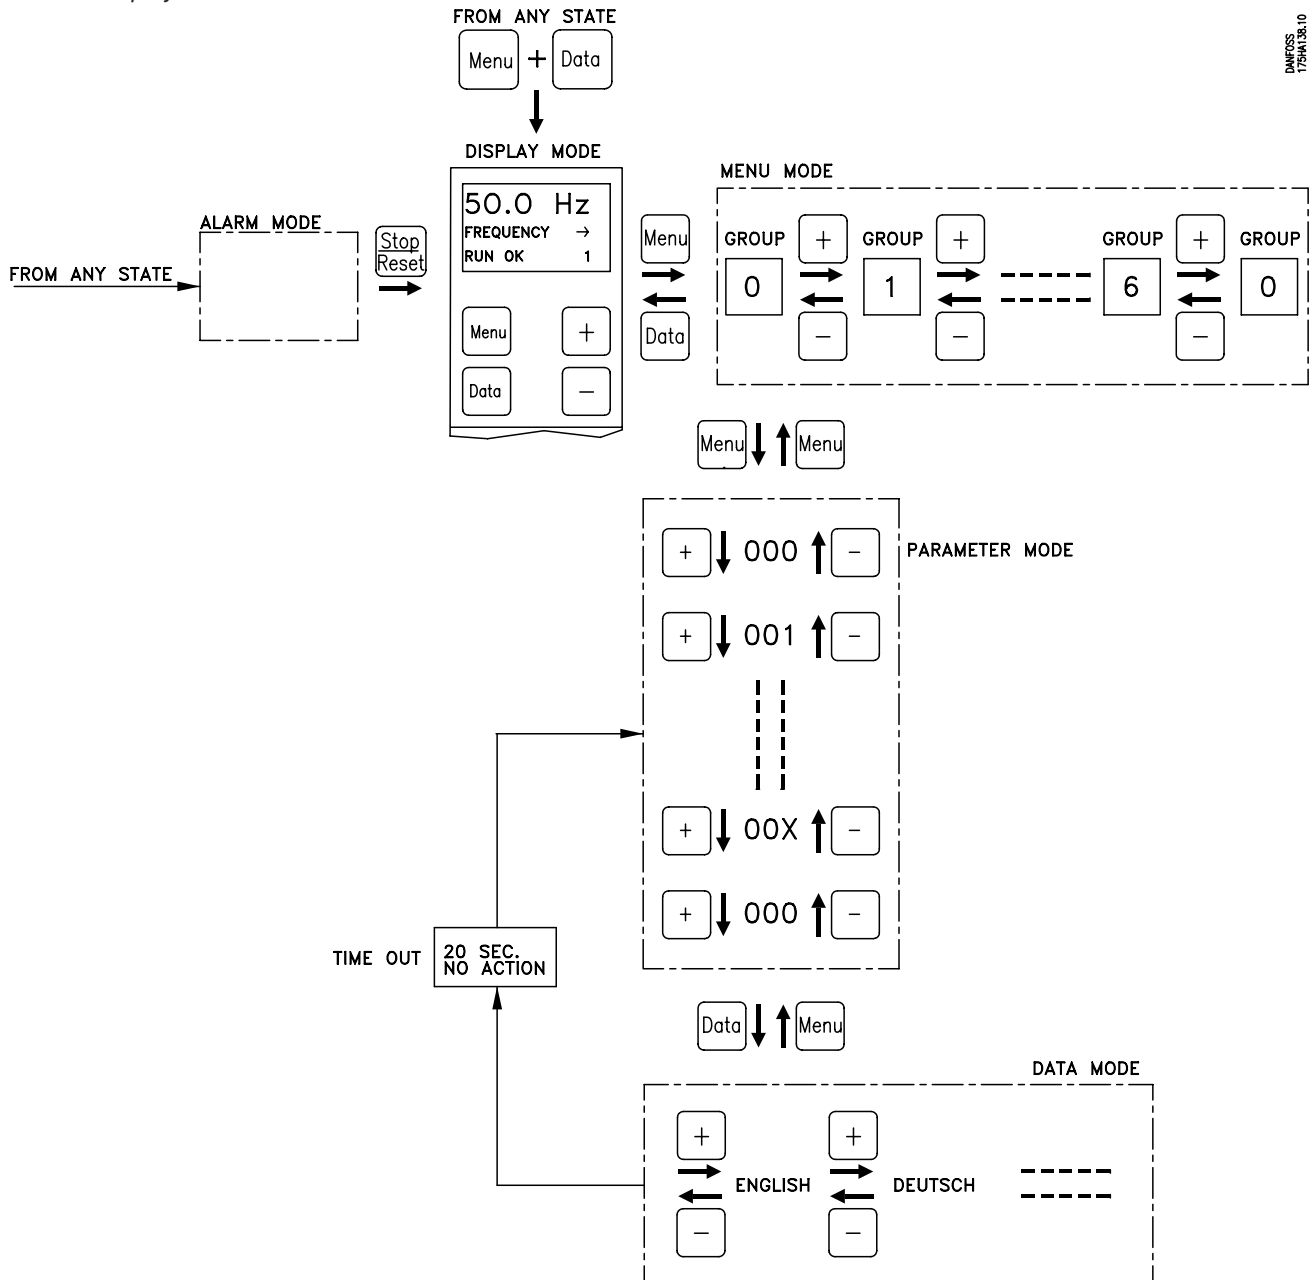 FROM ANY STATE
Menu + Data
DANFOSS
175HA138.10
DISPLAY MODE
50.0 Hz
FREQUENCY →
RUN OK 1
Menu +
Data −
ALARM MODE
FROM ANY STATE
Stop
Reset
Menu
Data
MENU MODE
GROUP + GROUP + GROUP + GROUP
0 1 6 0
− − −
Menu Menu
PARAMETER MODE
+ 000 −
+ 001 −
+ 00X −
+ 000 −
TIME OUT
20 SEC.
NO ACTION
Data Menu
DATA MODE
+ +
ENGLISH DEUTSCH
− −